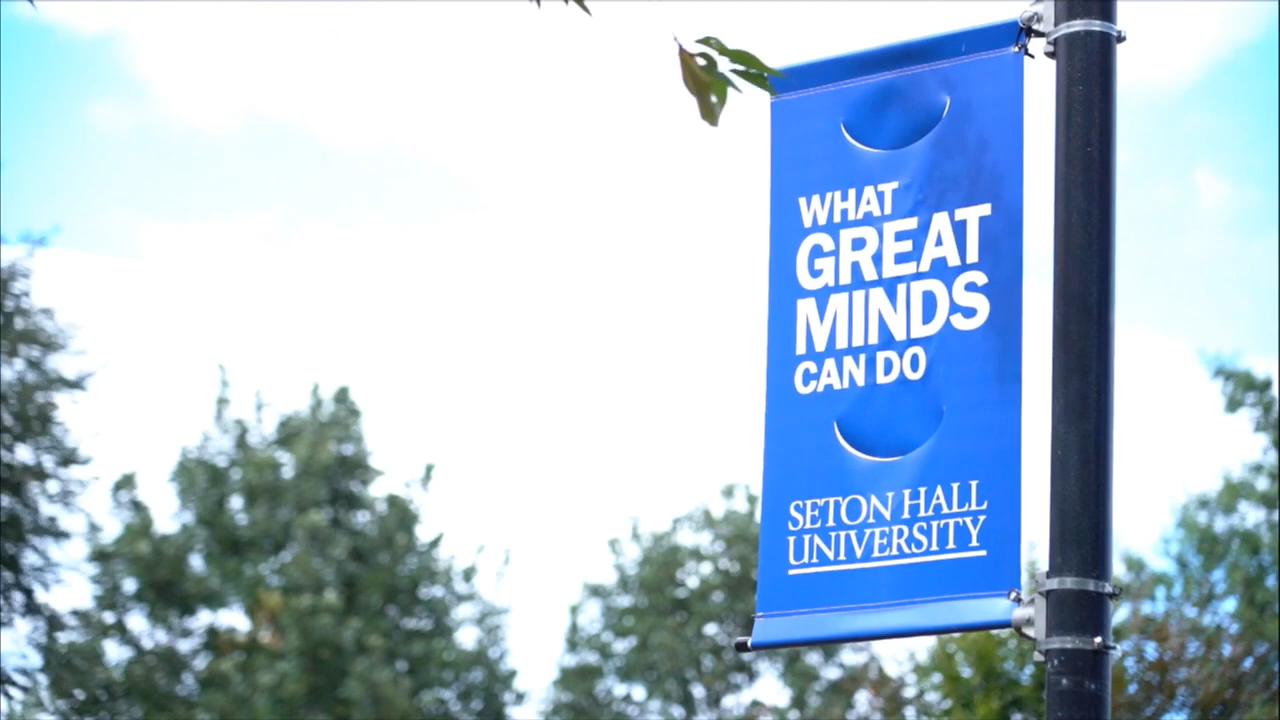 WHAT
GREAT
MINDS
CAN DO
SETON HALL
UNIVERSITY